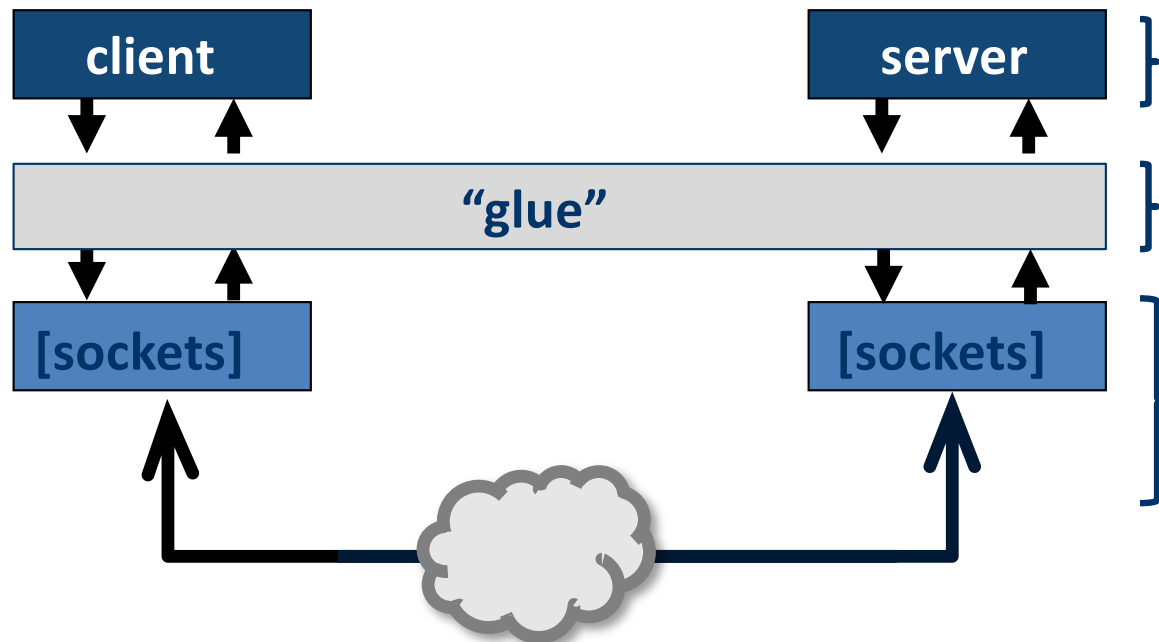 client
server
“glue”
[sockets]
[sockets]